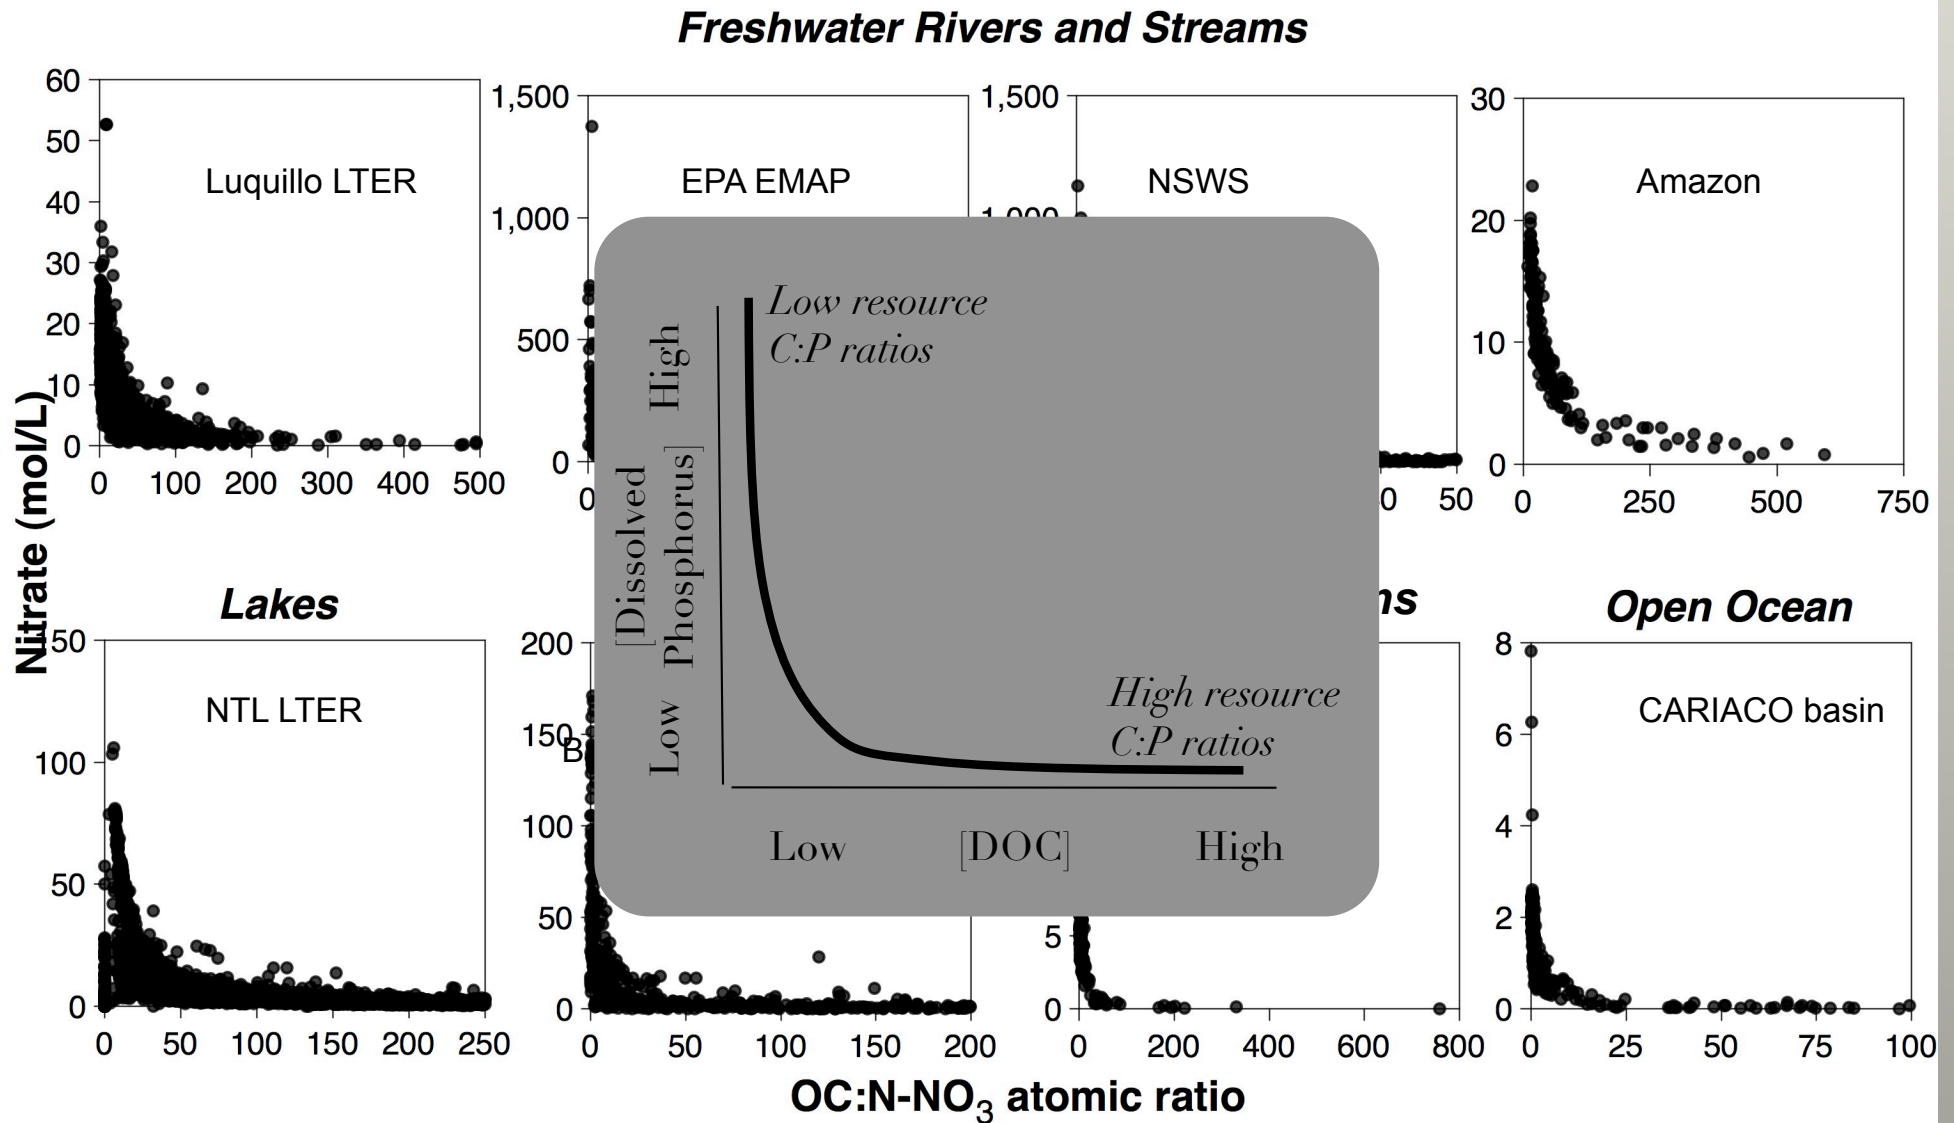 Freshwater Rivers and Streams
60
50
40
30
20
10
0
0 100 200 300 400 500
Luquillo LTER
1,500
1,000
500
0
0
EPA EMAP
1,500
1,000
0 50
NSWS
30
20
10
0
0 250 500 750
Amazon
Nitrate (mol/L)
High
[Dissolved
Phosphorus]
Low
Low resource
C:P ratios
High resource
C:P ratios
Low [DOC] High
Lakes
ns
Open Ocean
150
100
50
0
0 50 100 150 200 250
NTL LTER
200
150
100
50
0
0 50 100 150 200
B
5
0
0 200 400 600 800
8
6
4
2
0
0 25 50 75 100
CARIACO basin
OC:N-NO3 atomic ratio